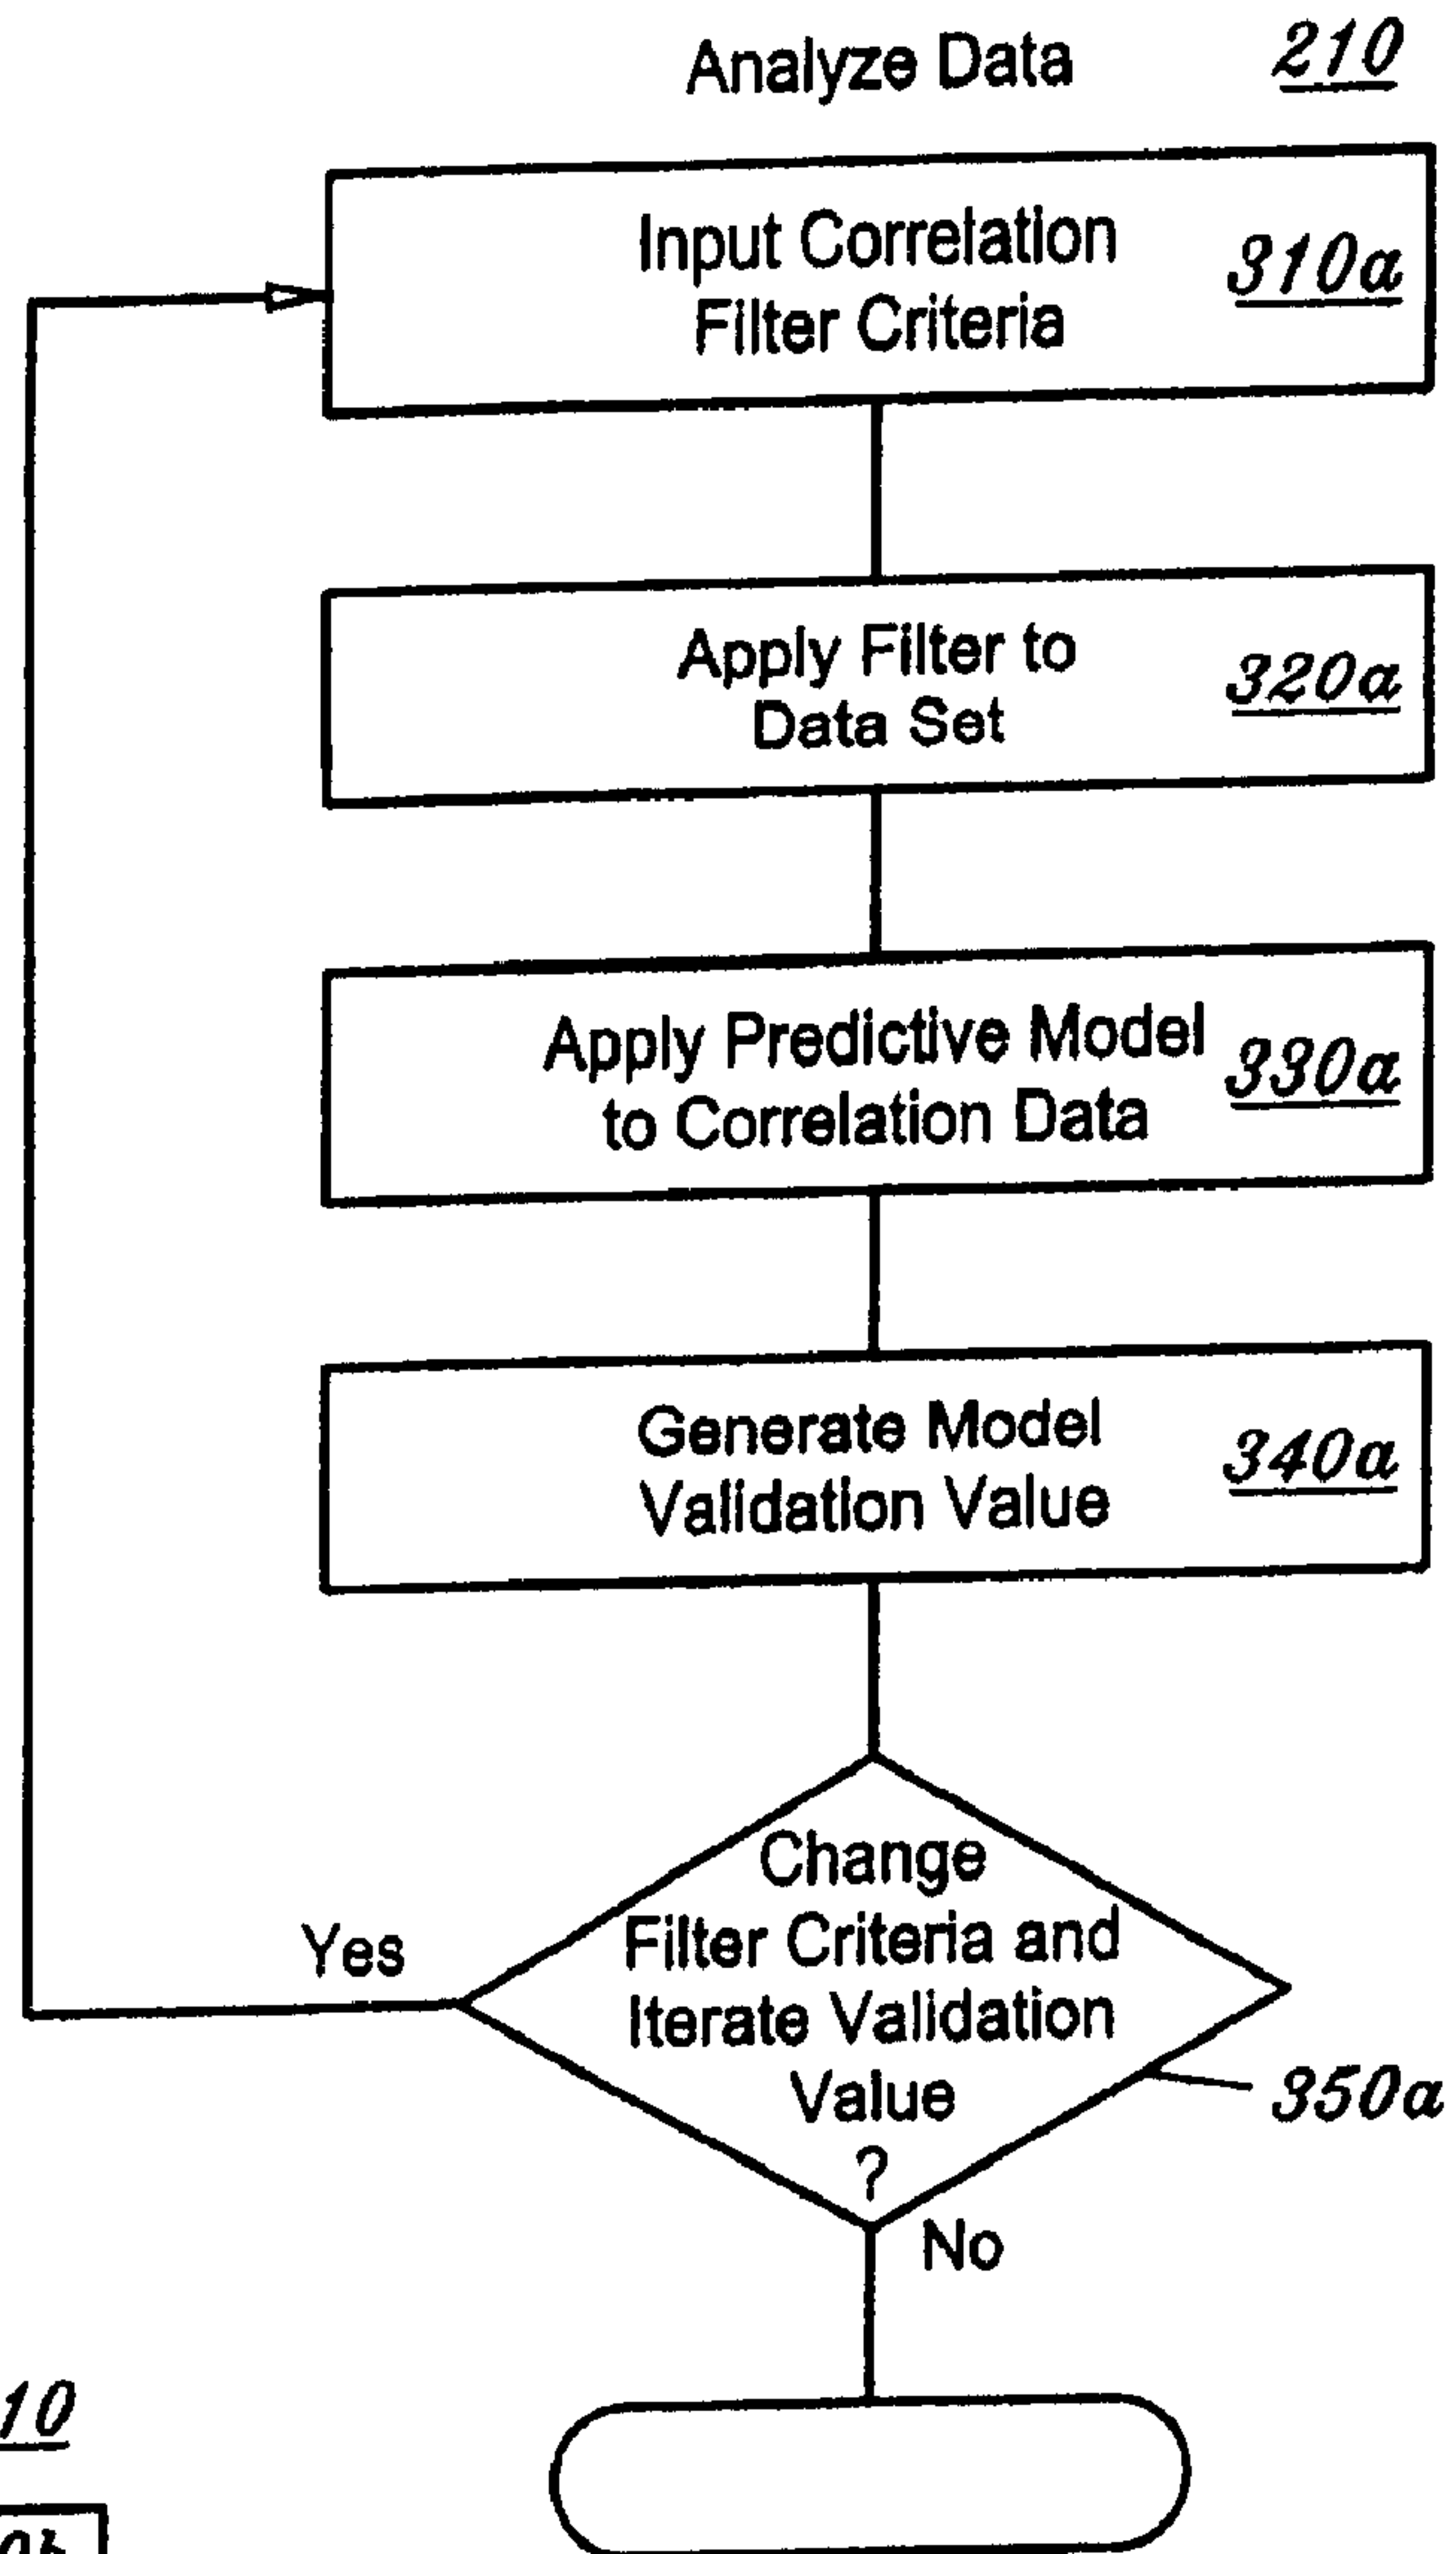 Analyze Data 210
Input Correlation
Filter Criteria
310a
Apply Filter to
Data Set
320a
Apply Predictive Model
to Correlation Data
330a
Generate Model
Validation Value
340a
Change
Filter Criteria and
Iterate Validation
Value
?
Yes
350a
No
10